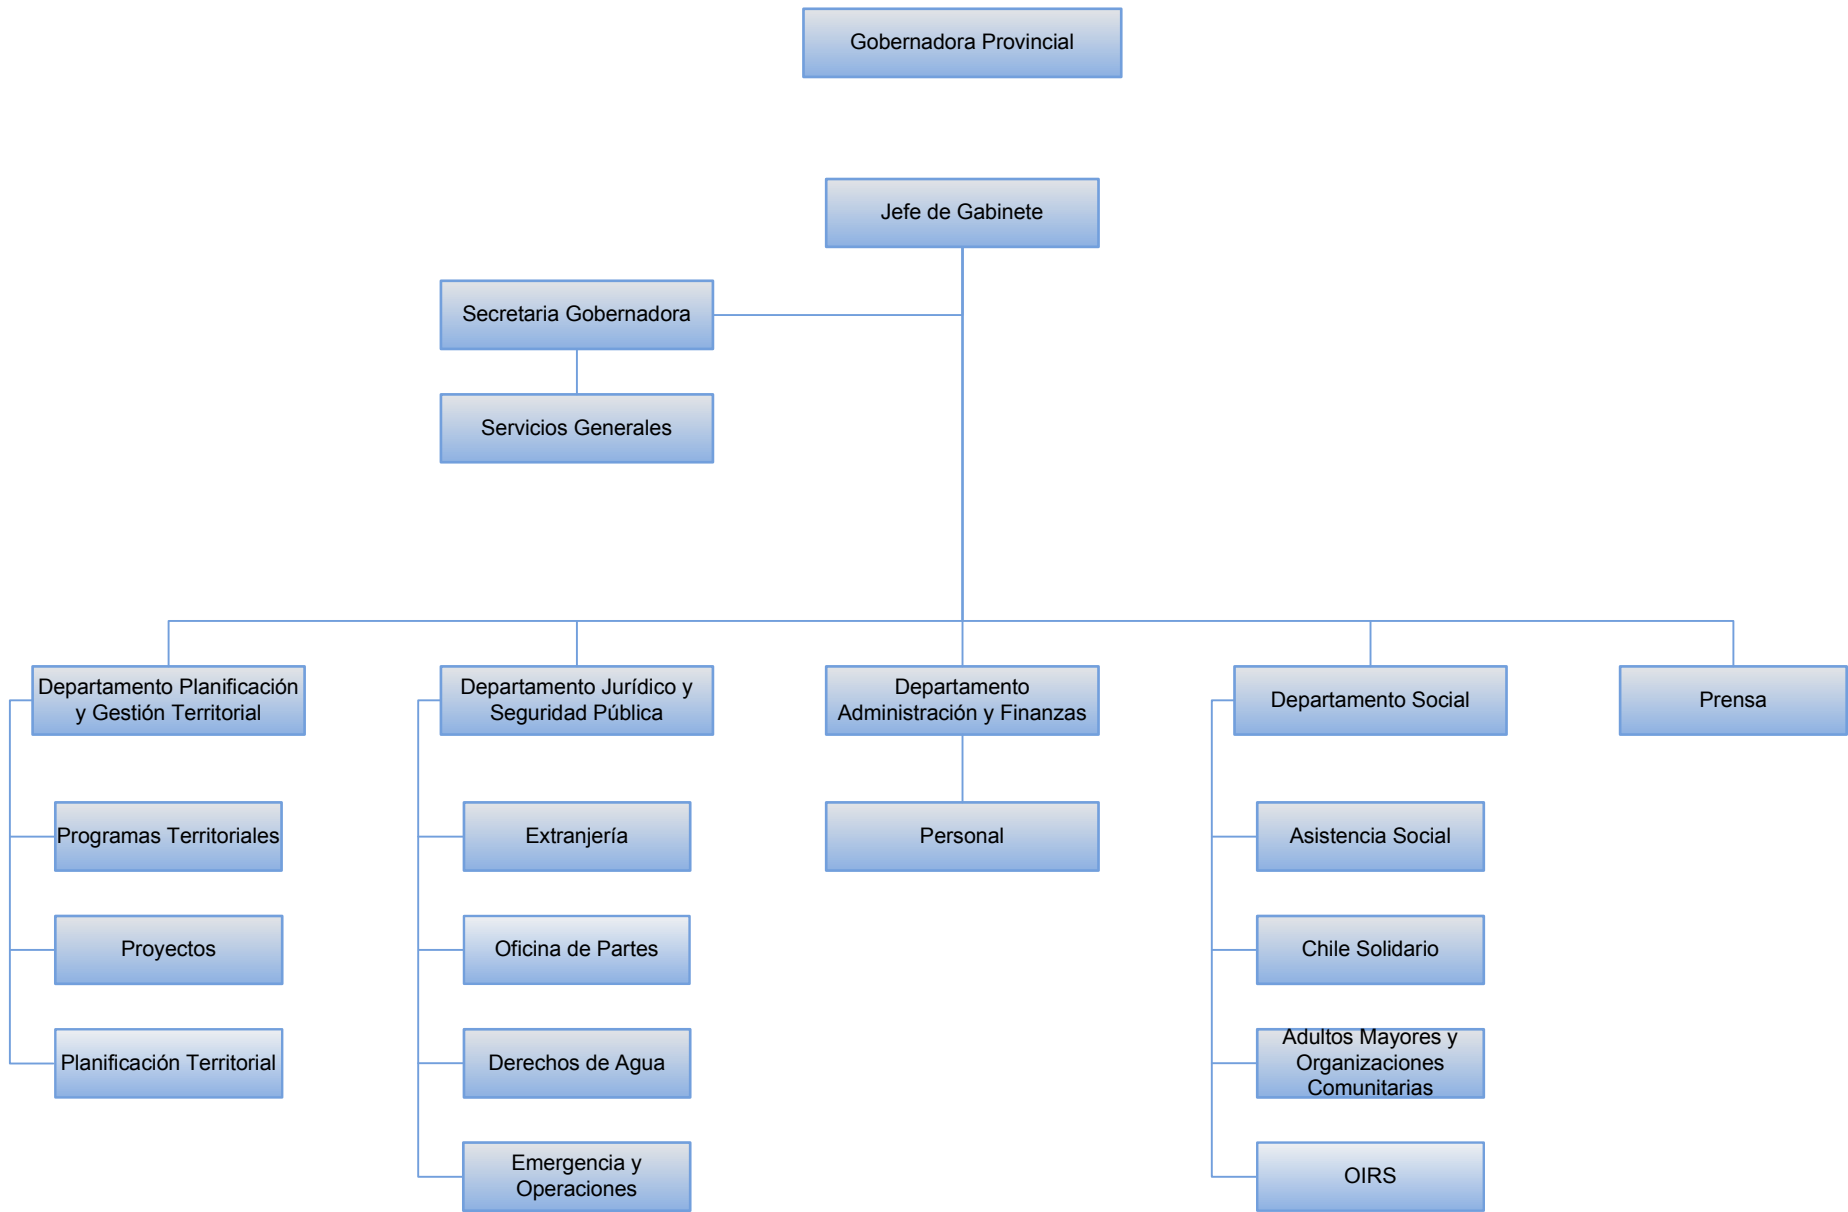 Gobernadora Provincial
Jefe de Gabinete
Secretaria Gobernadora
Servicios Generales
Departamento Planificación
y Gestión Territorial
Departamento Jurídico y
Seguridad Pública
Departamento
Administración y Finanzas
Departamento Social
Prensa
Programas Territoriales
Extranjería
Personal
Asistencia Social
Proyectos
Oficina de Partes
Chile Solidario
Planificación Territorial
Derechos de Agua
Adultos Mayores y
Organizaciones
Comunitarias
Emergencia y
Operaciones
OIRS